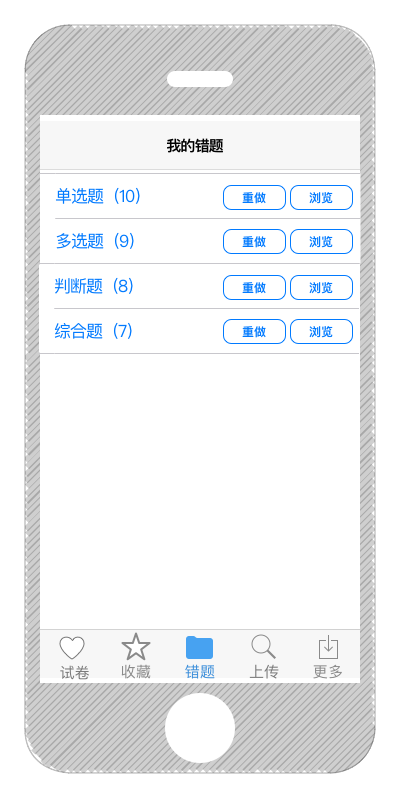 我的错题
单选题 (10) 重做 浏览
多选题 (9) 重做 浏览
判断题 (8) 重做 浏览
综合题 (7) 重做 浏览
试卷 收藏 错题 上传 更多